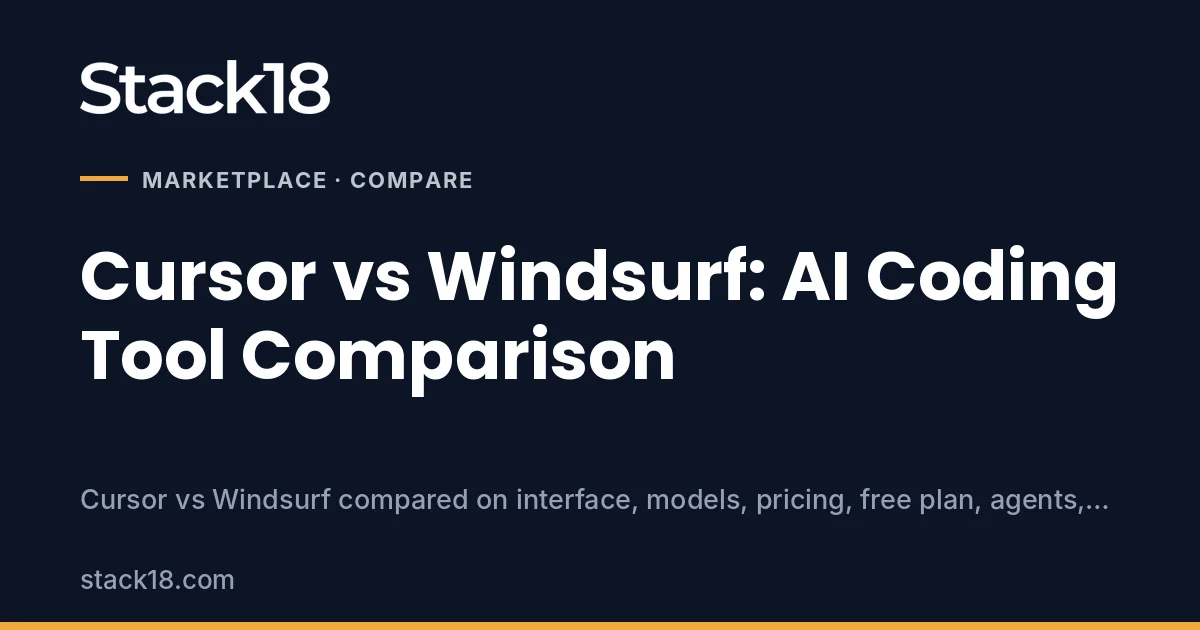 Stack18
MARKETPLACE · COMPARE
Cursor vs Windsurf: AI Coding
Tool Comparison
Cursor vs Windsurf compared on interface, models, pricing, free plan, agents,...
stack18.com